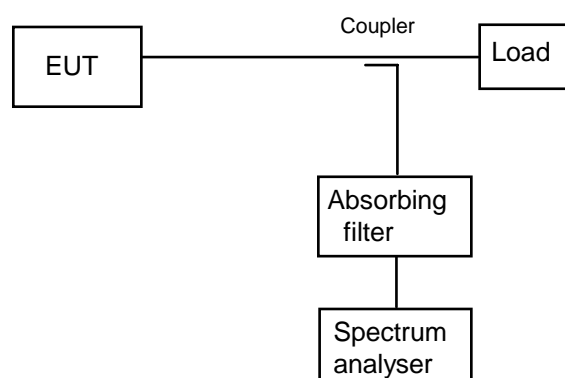 Coupler
EUT
Load
Absorbing
filter
Spectrum
analyser